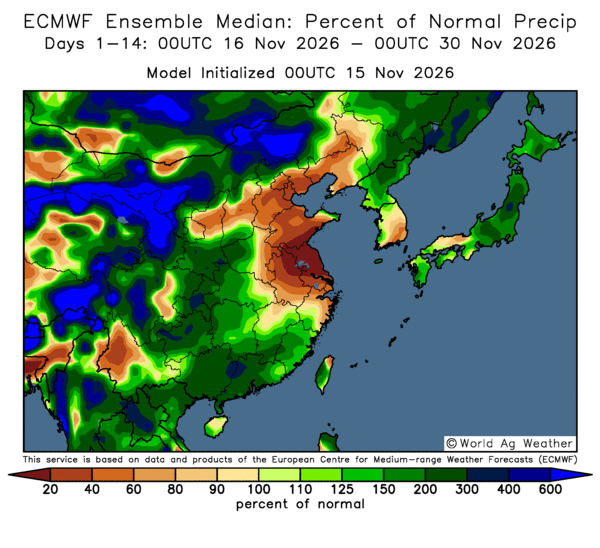 ECMWF Ensemble Median: Percent of Normal Precip
Days 1-14: 00UTC 16 Nov 2026 - 00UTC 30 Nov 2026
Model Initialized 00UTC 15 Nov 2026
©World Ag Weather
This service is based on data and products of the European Centre for Medium-range Weather Forecasts (ECMWF)
20 40 60 80 90 100 110 125 150 200 300 400 600
percent of normal